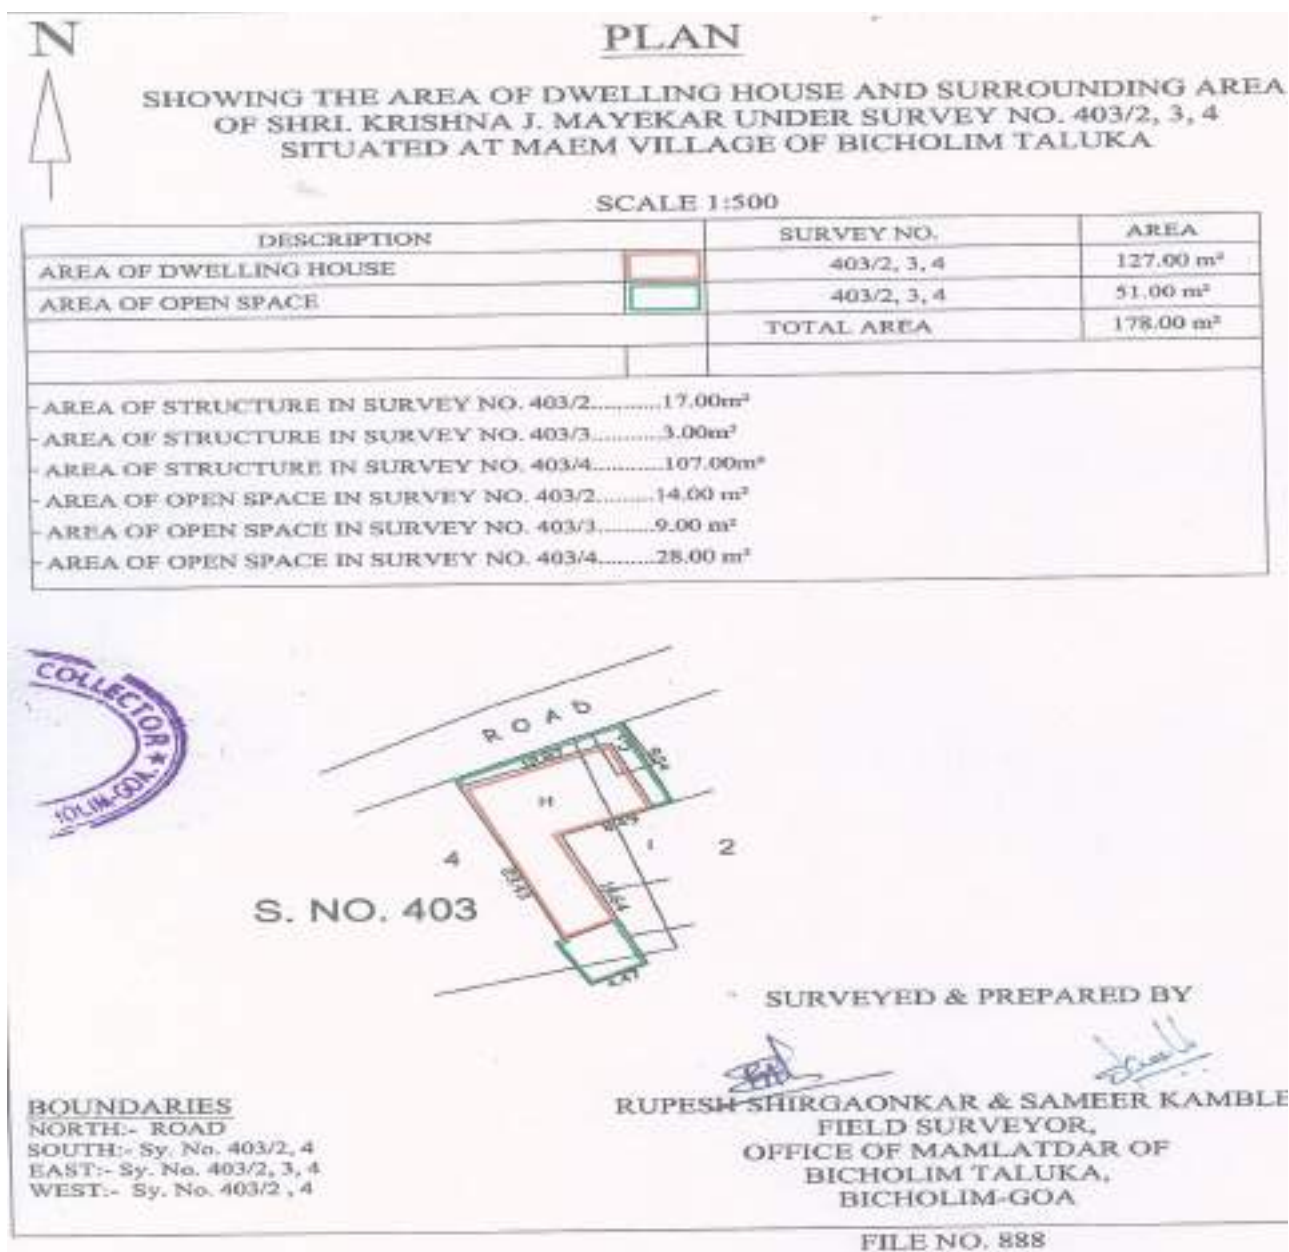 N
PLAN
SHOWING THE AREA OF DWELLING HOUSE AND SURROUNDING AREA
OF SHRI. KRISHNA J. MAYEKAR UNDER SURVEY NO. 403/2, 3, 4
SITUATED AT MAEM VILLAGE OF BICHOLIM TALUKA
SCALE 1:500
DESCRIPTION SURVEY NO. AREA
AREA OF DWELLING HOUSE 403/2, 3, 4 127.00 m²
AREA OF OPEN SPACE 403/2, 3, 4 51.00 m²
TOTAL AREA 178.00 m²
- AREA OF STRUCTURE IN SURVEY NO. 403/2...........17.00m²
- AREA OF STRUCTURE IN SURVEY NO. 403/3...........3.00m²
- AREA OF STRUCTURE IN SURVEY NO. 403/4...........107.00m²
- AREA OF OPEN SPACE IN SURVEY NO. 403/2.........14.00 m²
- AREA OF OPEN SPACE IN SURVEY NO. 403/3.........9.00 m²
- AREA OF OPEN SPACE IN SURVEY NO. 403/4.........28.00 m²
COLLECTOR ★
OLIM-GOA.
ROAD
H
4
2
23.43
4.47
S. NO. 403
SURVEYED & PREPARED BY
RUPESH SHIRGAONKAR & SAMEER KAMBLE
FIELD SURVEYOR,
OFFICE OF MAMLATDAR OF
BICHOLIM TALUKA,
BICHOLIM-GOA
BOUNDARIES
NORTH:- ROAD
SOUTH:- Sy. No. 403/2, 4
EAST:- Sy. No. 403/2, 3, 4
WEST:- Sy. No. 403/2 , 4
FILE NO. 888